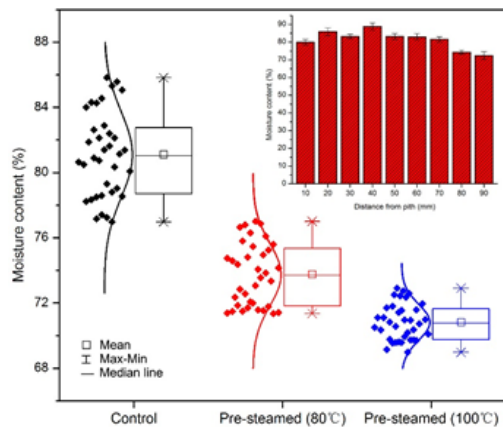 Moisture content (%)
88
84
80
76
72
68
Mean
Max-Min
Median line
Control
Pre-steamed (80℃)
Pre-steamed (100℃)
Moisture content (%)
90
80
70
60
50
40
30
20
10
0
10 20 30 40 50 60 70 80 90
Distance from pith (mm)